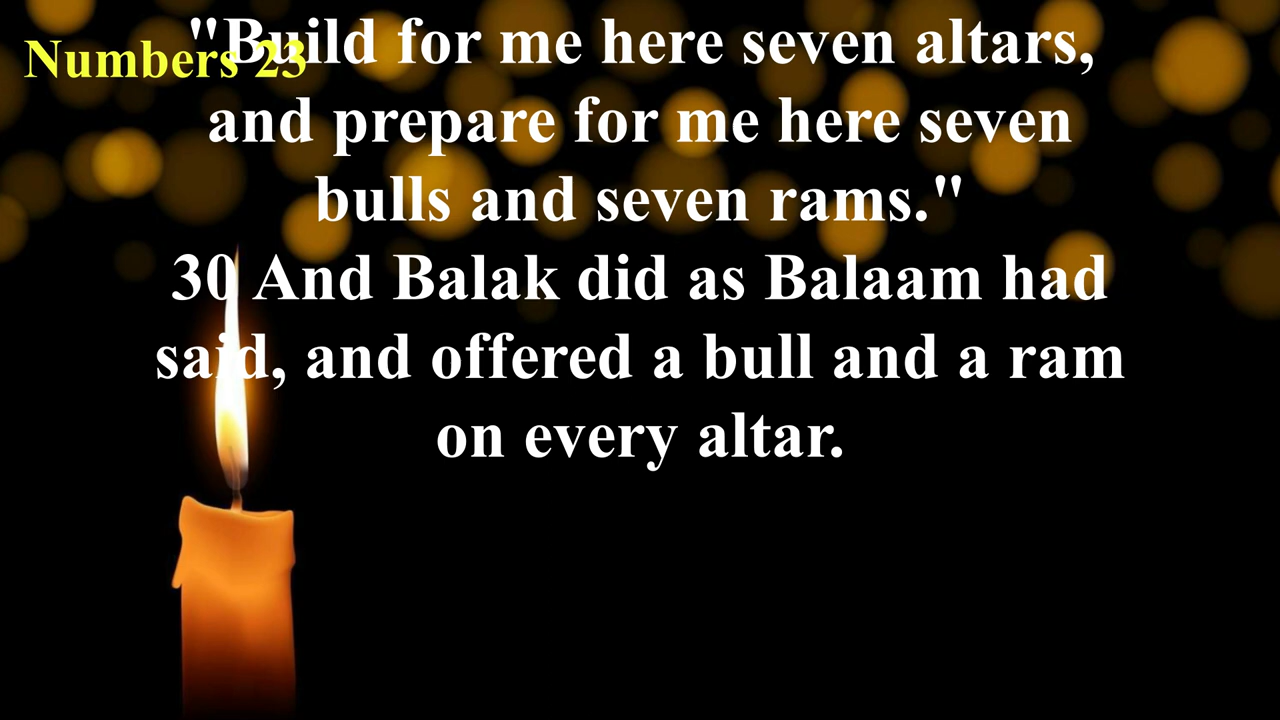 Numbers 23
"Build for me here seven altars,
and prepare for me here seven
bulls and seven rams."
30 And Balak did as Balaam had
said, and offered a bull and a ram
on every altar.